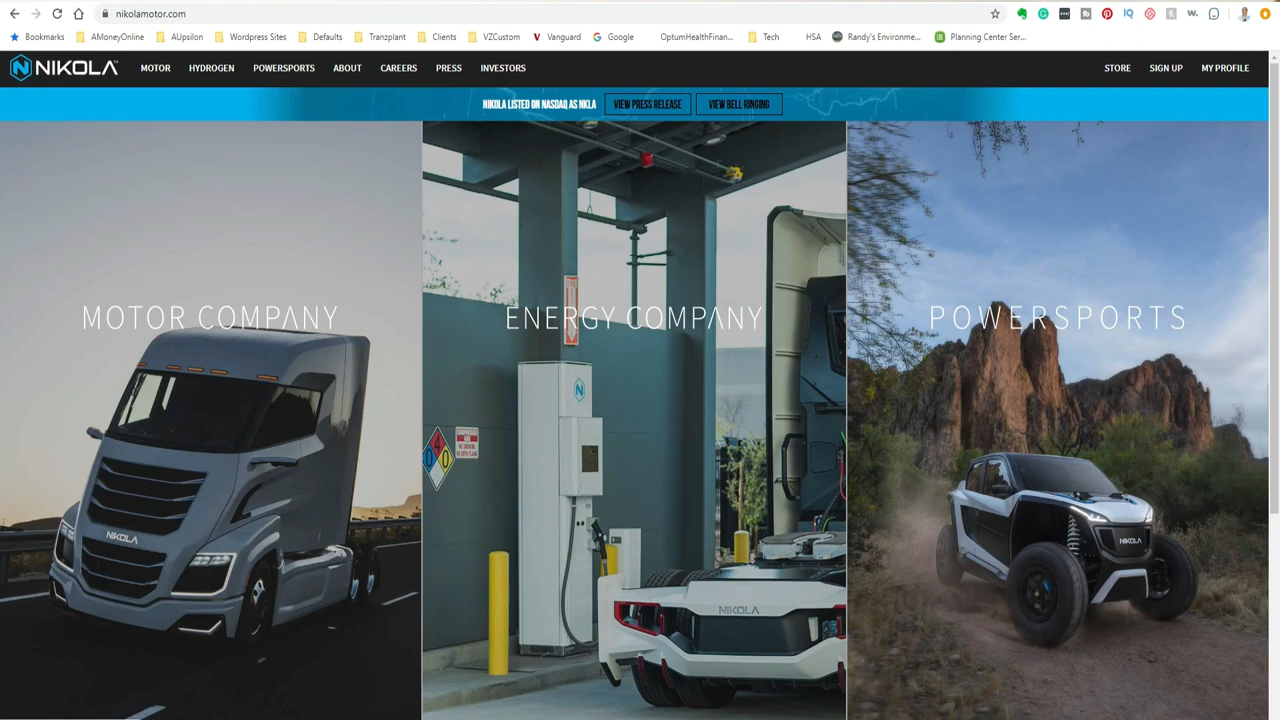 nikolamotor.com
Bookmarks AMoneyOnline AUpsilon Wordpress Sites Defaults Tranzplant Clients VZCustom Vanguard Google OptumHealthFinan... Tech HSA Randy's Environme... Planning Center Ser...
NIKOLA MOTOR HYDROGEN POWERSPORTS ABOUT CAREERS PRESS INVESTORS STORE SIGN UP MY PROFILE
NIKOLA LISTED ON NASDAQ AS NKLA VIEW PRESS RELEASE VIEW BELL RINGING
MOTOR COMPANY ENERGY COMPANY POWERSPORTS
NIKOLA
NIKOLA
NIKOLA